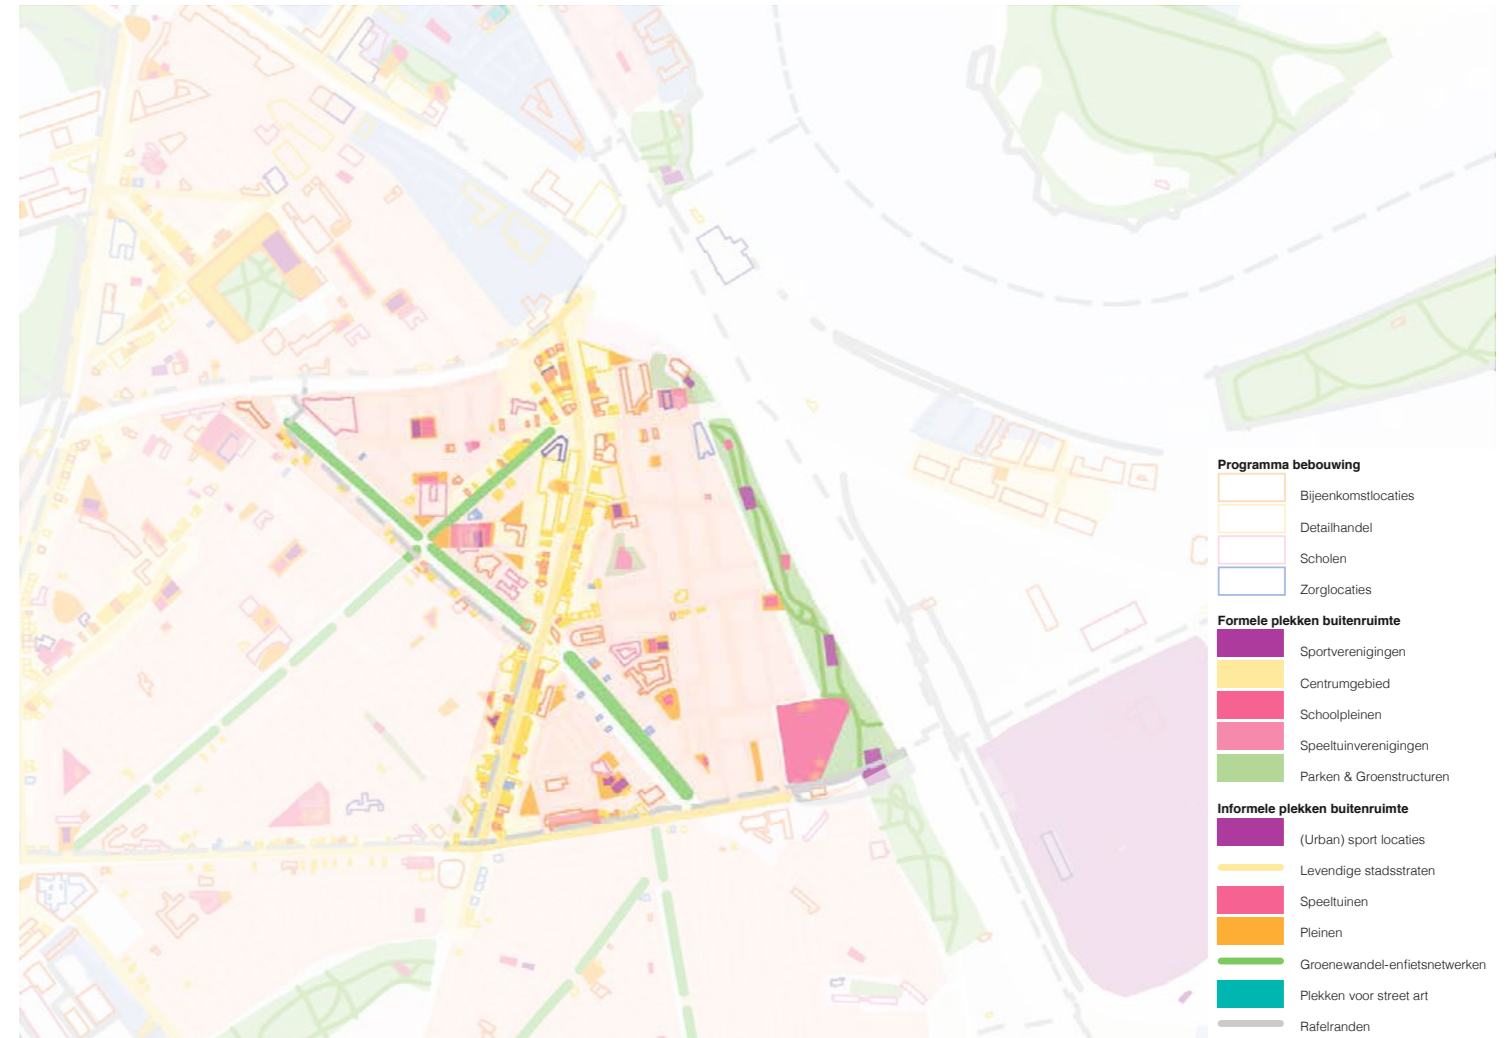 Programma bebouwing
Bijeenkomstlocaties
Detailhandel
Scholen
Zorglocaties
Formele plekken buitenruimte
Sportverenigingen
Centrumgebied
Schoolpleinen
Speeltuinverenigingen
Parken & Groenstructuren
Informele plekken buitenruimte
(Urban) sport locaties
Levendige stadsstraten
Speeltuinen
Pleinen
Groenewandel-enfietsnetwerken
Plekken voor street art
Rafelranden